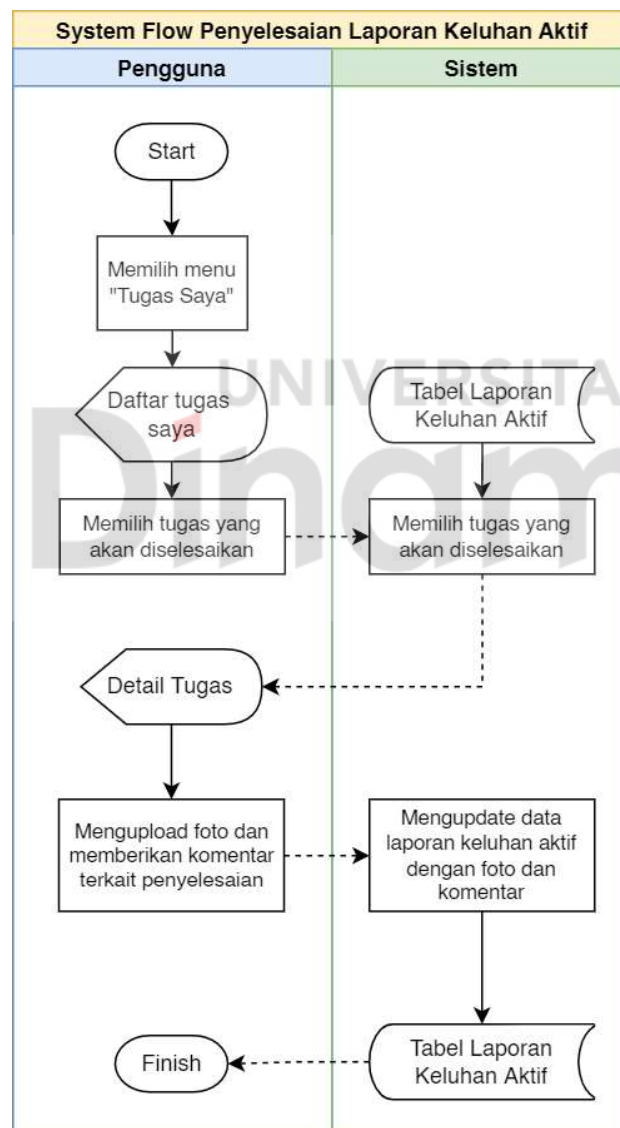 System Flow Penyelesaian Laporan Keluhan Aktif
Pengguna
Sistem
Start
Memilih menu
"Tugas Saya"
Daftar tugas
saya
Tabel Laporan
Keluhan Aktif
Memilih tugas yang
akan diselesaikan
Memilih tugas yang
akan diselesaikan
Detail Tugas
Mengupload foto dan
memberikan komentar
terkait penyelesaian
Mengupdate data
laporan keluhan aktif
dengan foto dan
komentar
Tabel Laporan
Keluhan Aktif
Finish
UNIVERSITA
Dinam